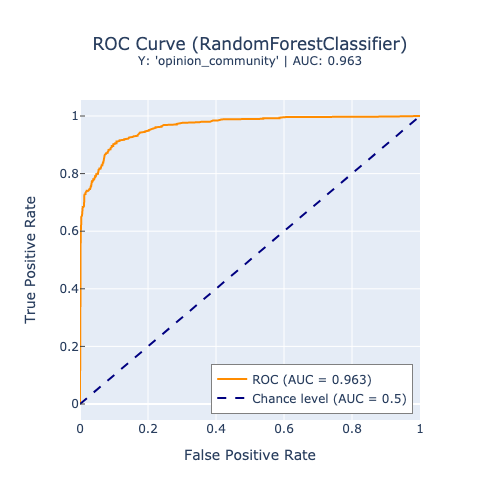 ROC Curve (RandomForestClassifier)
Y: 'opinion_community' | AUC: 0.963
True Positive Rate
1
0.8
0.6
0.4
0.2
0
ROC (AUC = 0.963)
Chance level (AUC = 0.5)
0 0.2 0.4 0.6 0.8 1
False Positive Rate